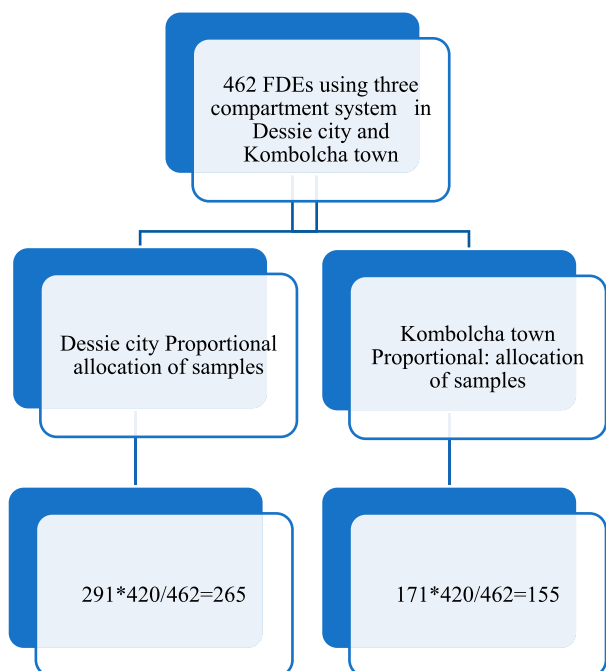 462 FDEs using three
compartment system in
Dessie city and
Kombolcha town
Dessie city Proportional
allocation of samples
Kombolcha town
Proportional: allocation
of samples
291*420/462=265
171*420/462=155